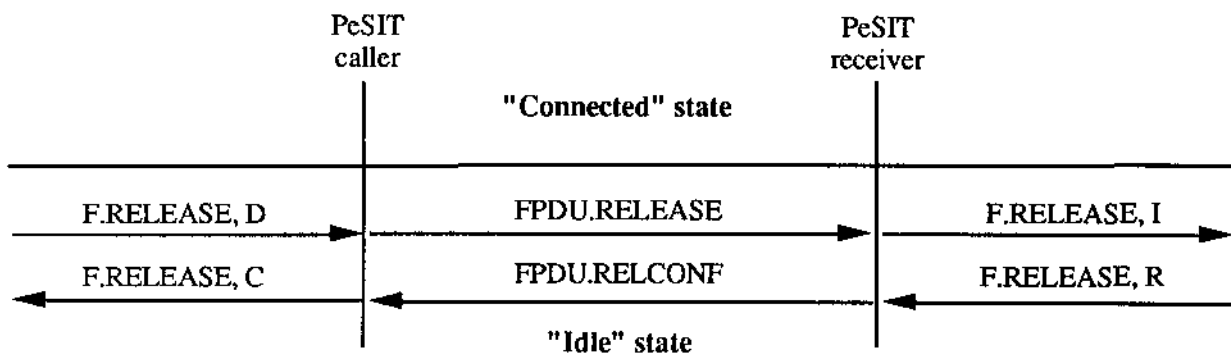 PeSIT
caller
PeSIT
receiver
"Connected" state
F.RELEASE, D
FPDU.RELEASE
F.RELEASE, I
F.RELEASE, C
FPDU.RELCONF
F.RELEASE, R
"Idle" state